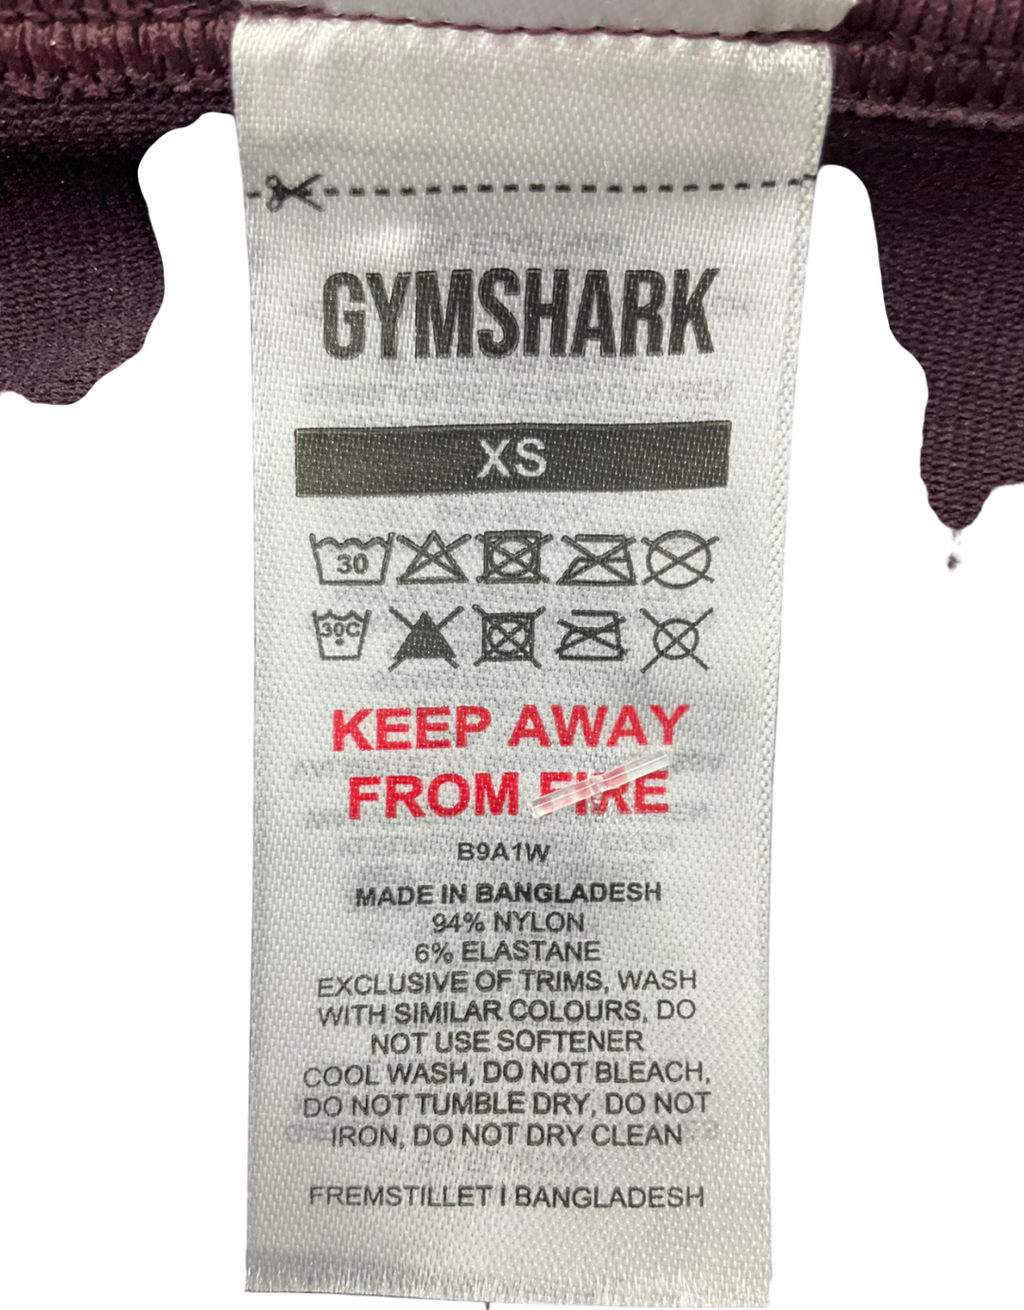 GYMSHARK
XS
30
30C
KEEP AWAY
FROM FIRE
B9A1W
MADE IN BANGLADESH
94% NYLON
6% ELASTANE
EXCLUSIVE OF TRIMS, WASH
WITH SIMILAR COLOURS, DO
NOT USE SOFTENER
COOL WASH, DO NOT BLEACH,
DO NOT TUMBLE DRY, DO NOT
IRON, DO NOT DRY CLEAN
FREMSTILLET I BANGLADESH